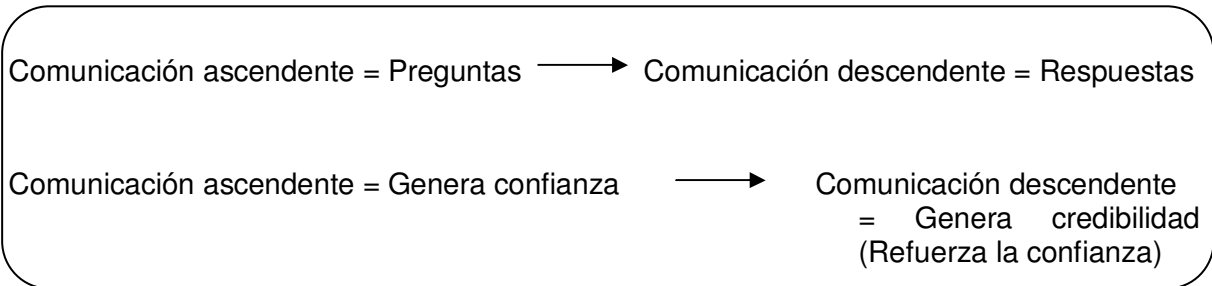 Comunicación ascendente = Preguntas Comunicación descendente = Respuestas
Comunicación ascendente = Genera confianza Comunicación descendente
= Genera credibilidad
(Refuerza la confianza)